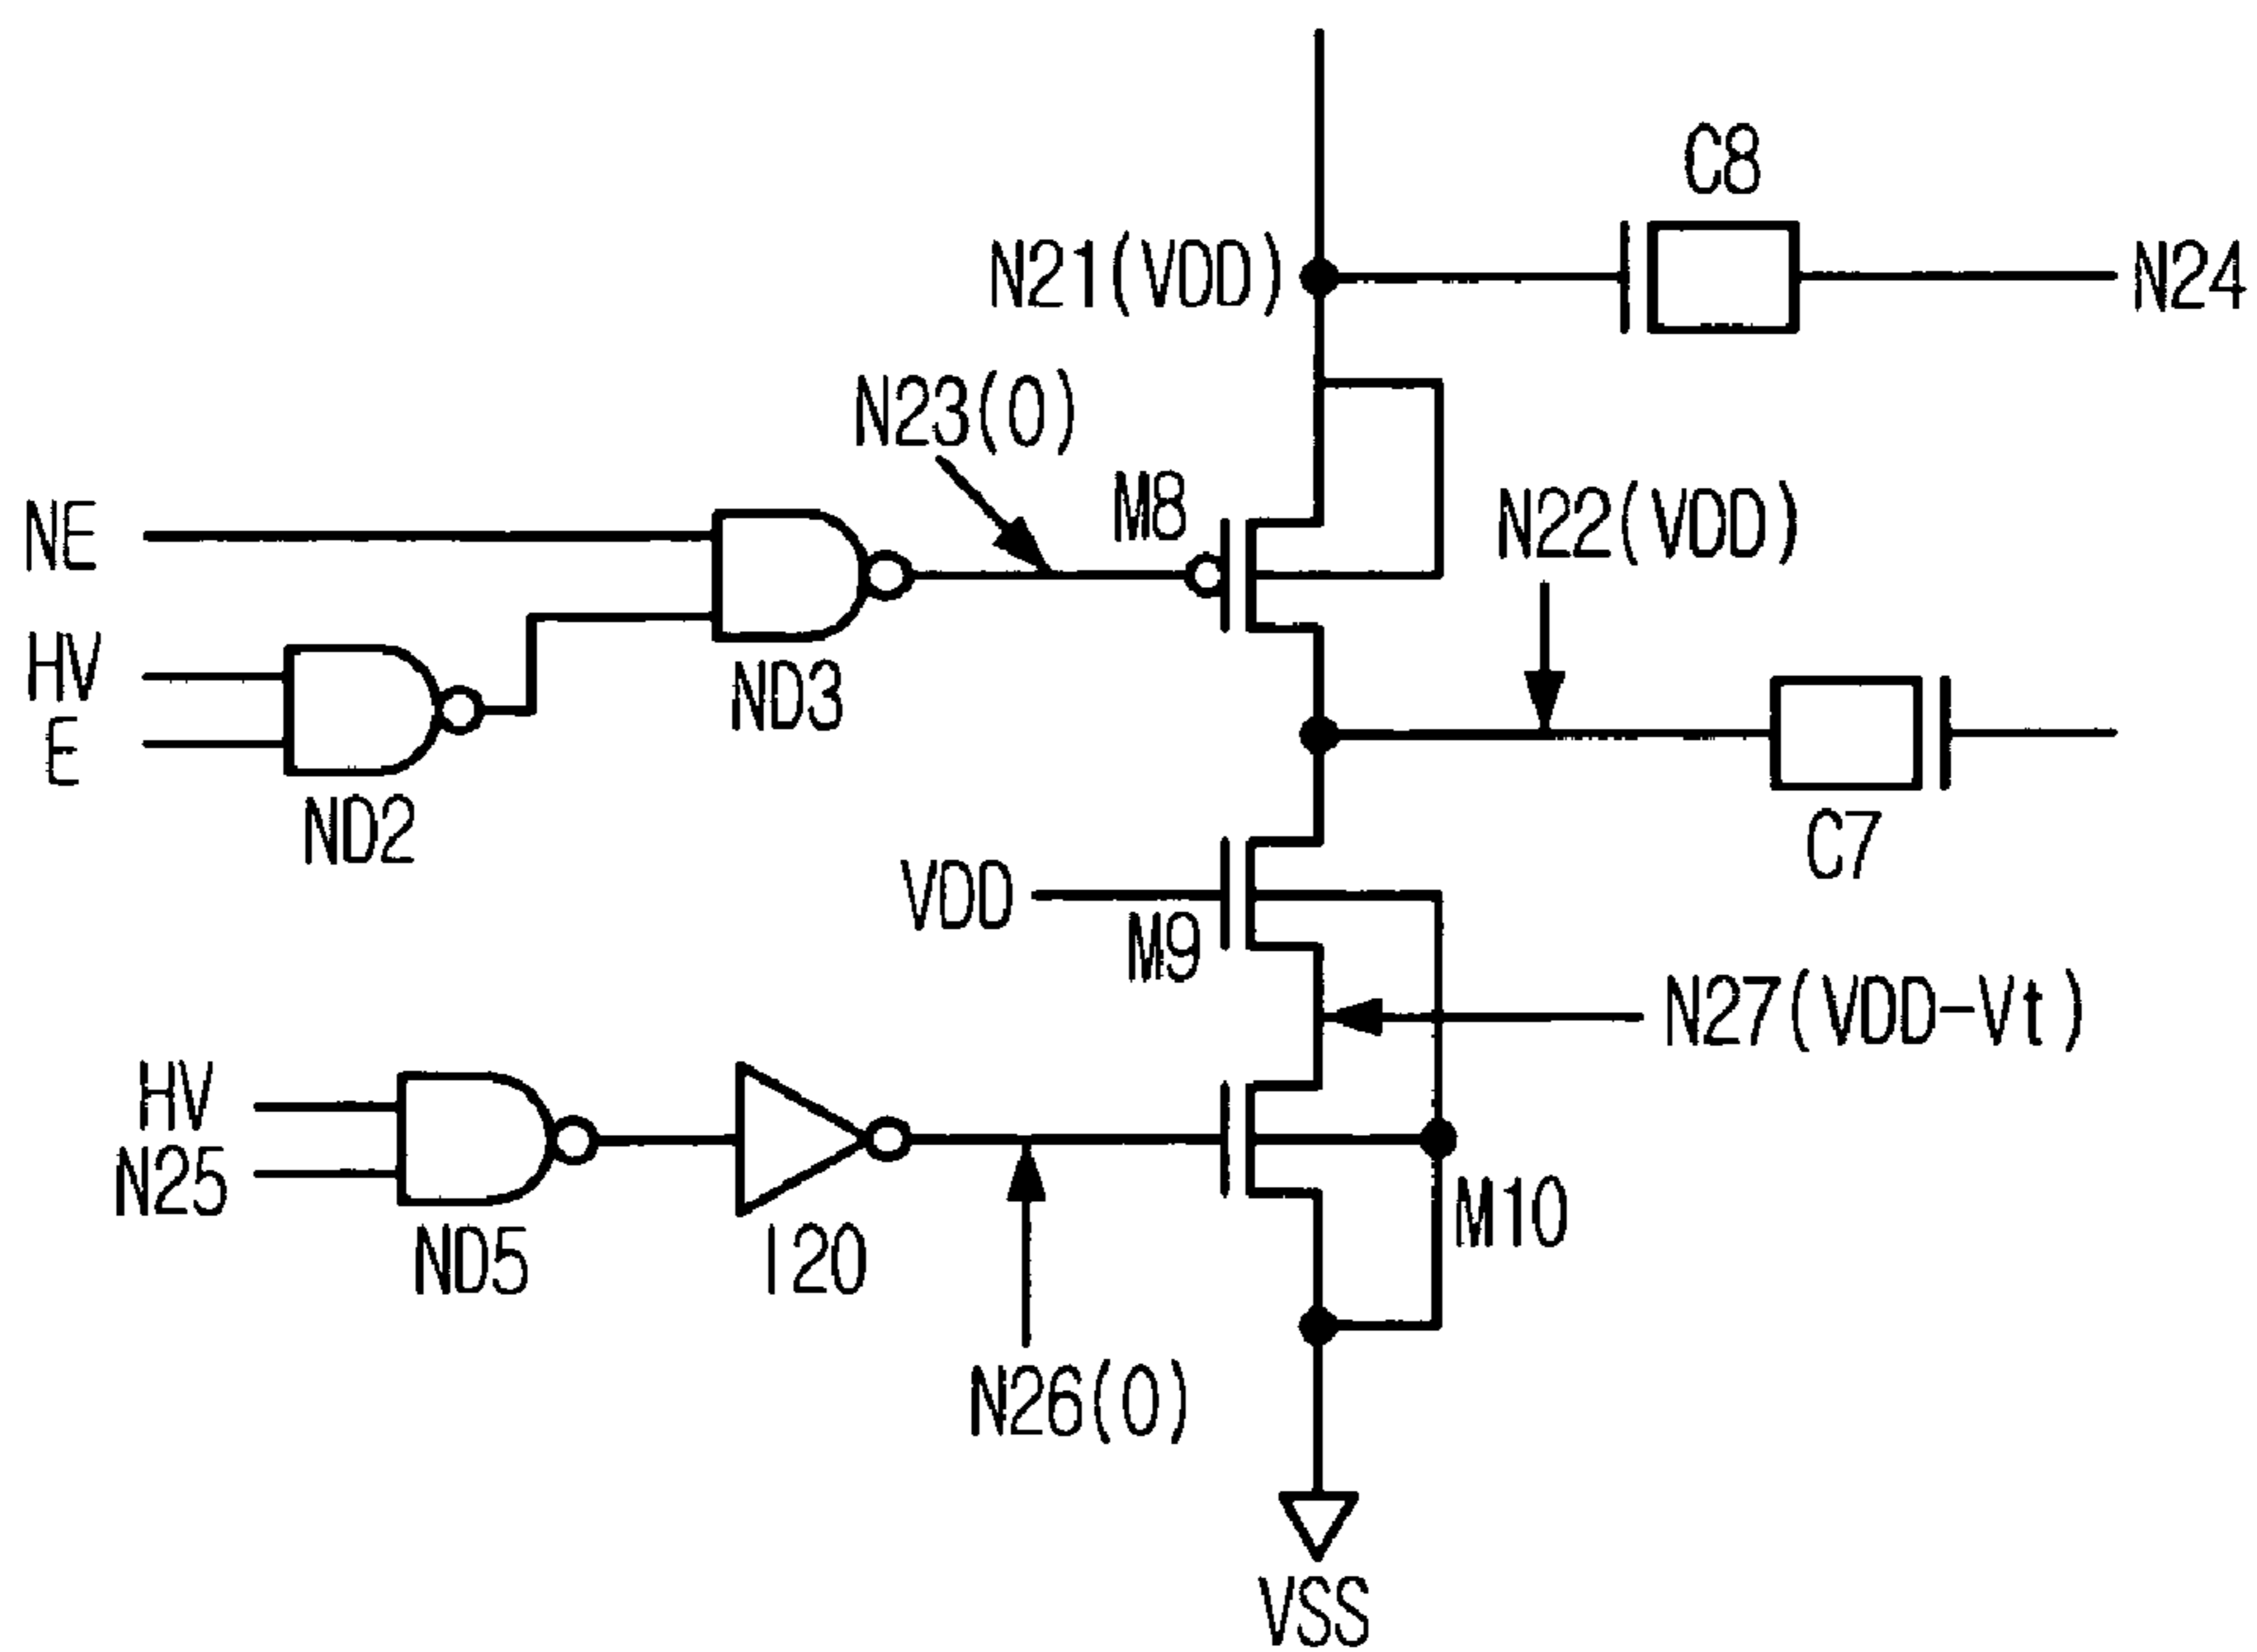 C8
N21(VDD)
N24
N23(0)
M8
N22(VDD)
NE
HV
E
ND3
ND2
C7
VDD
M9
N27(VDD-Vt)
HV
N25
M10
ND5
I20
N26(0)
VSS